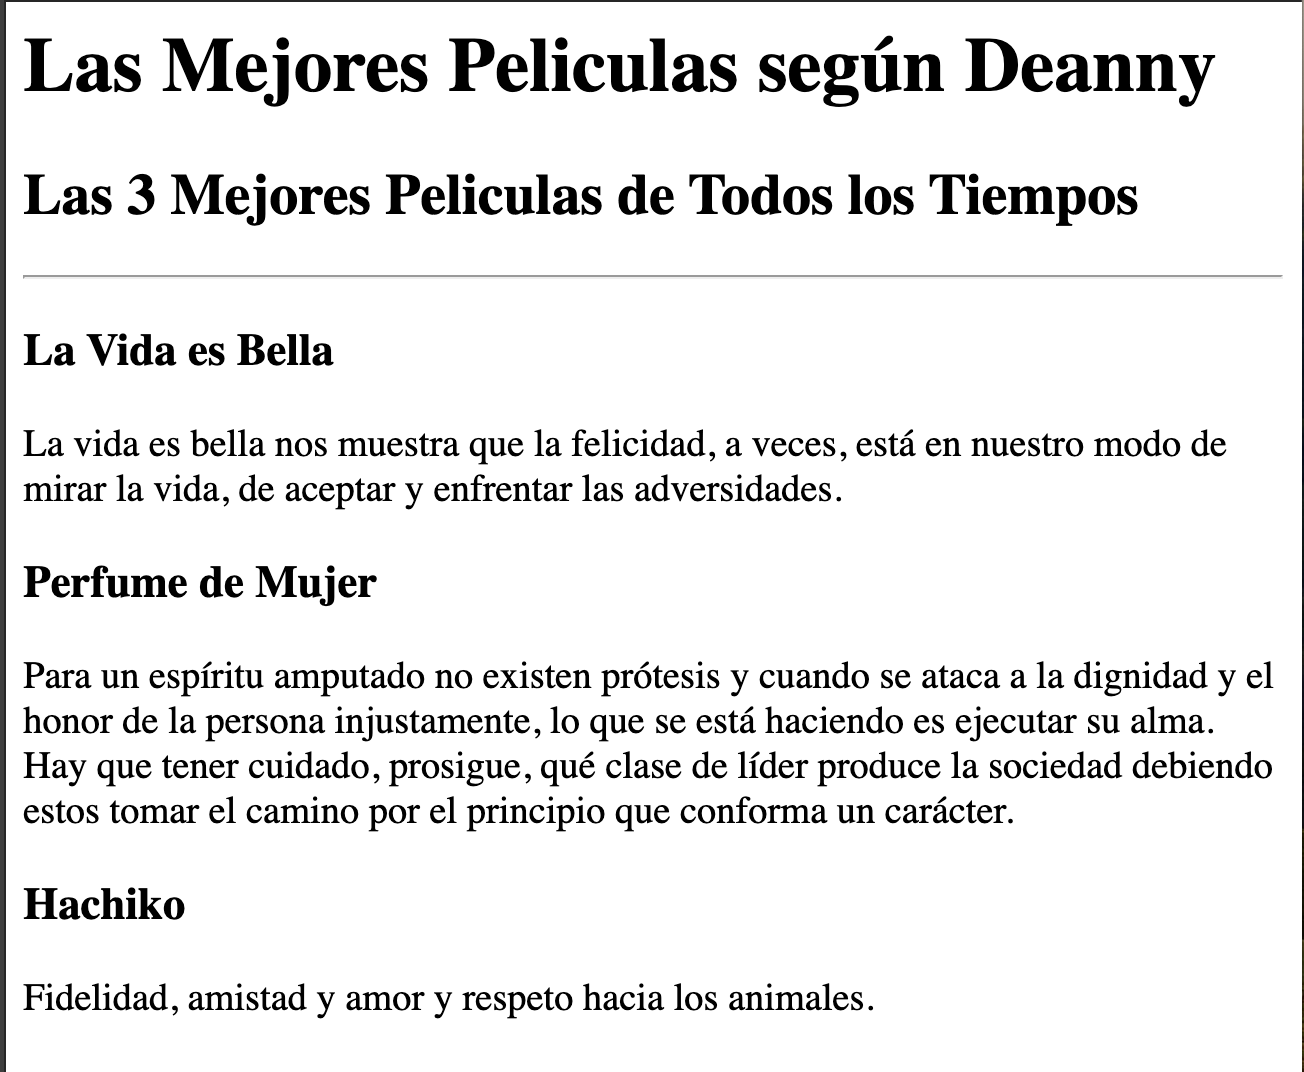 Las Mejores Peliculas según Deanny
Las 3 Mejores Peliculas de Todos los Tiempos
La Vida es Bella
La vida es bella nos muestra que la felicidad, a veces, está en nuestro modo de
mirar la vida, de aceptar y enfrentar las adversidades.
Perfume de Mujer
Para un espíritu amputado no existen prótesis y cuando se ataca a la dignidad y el
honor de la persona injustamente, lo que se está haciendo es ejecutar su alma.
Hay que tener cuidado, prosigue, qué clase de líder produce la sociedad debiendo
estos tomar el camino por el principio que conforma un carácter.
Hachiko
Fidelidad, amistad y amor y respeto hacia los animales.